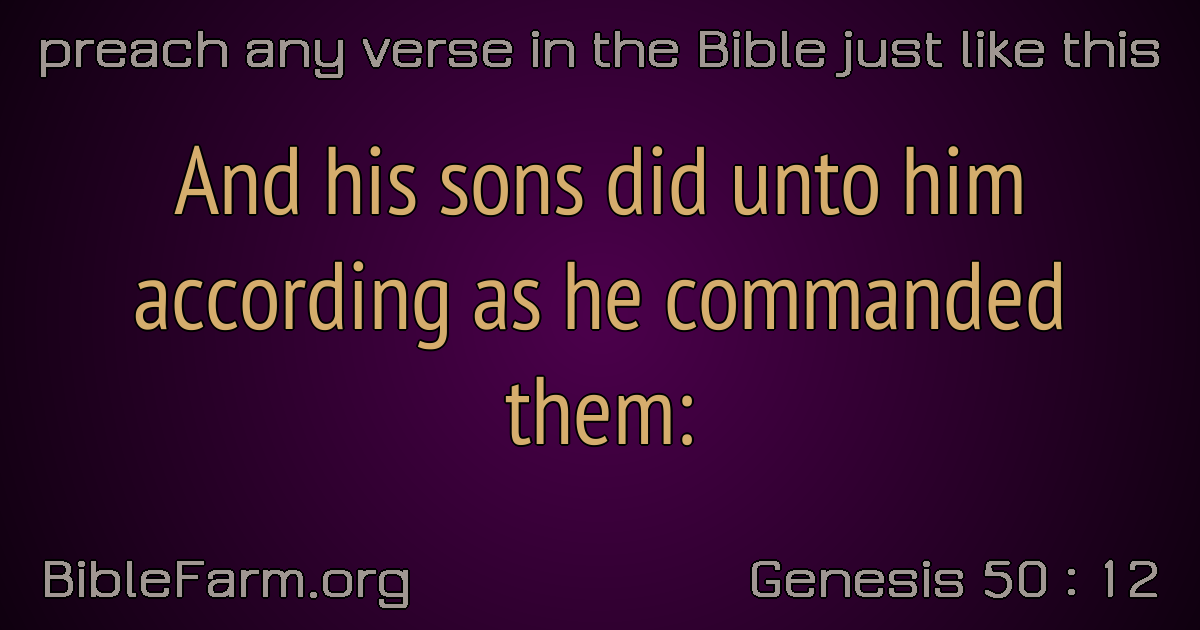 preach any verse in the Bible just like this
And his sons did unto him
according as he commanded
them:
BibleFarm.org
Genesis 50 : 12